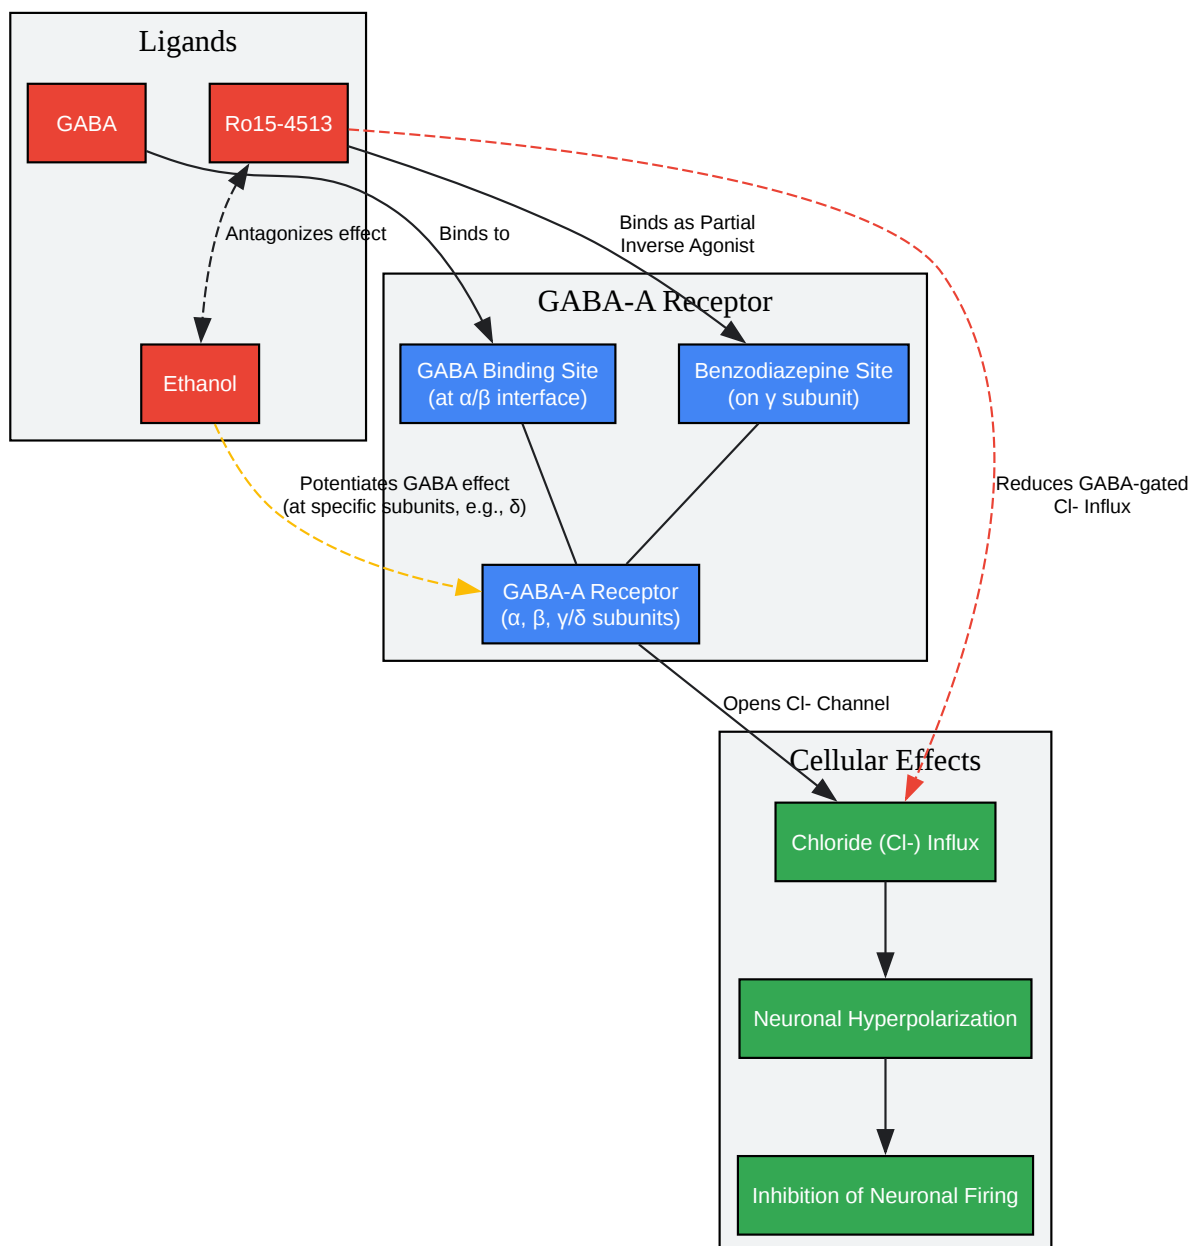 Ligands
GABA
Ro15-4513
Antagonizes effect
Binds to
Binds as Partial
Inverse Agonist
GABA-A Receptor
Ethanol
GABA Binding Site
(at α/β interface)
Benzodiazepine Site
(on γ subunit)
Potentiates GABA effect
(at specific subunits, e.g., δ)
Reduces GABA-gated
Cl- Influx
GABA-A Receptor
(α, β, γ/δ subunits)
Opens Cl- Channel
Cellular Effects
Chloride (Cl-) Influx
Neuronal Hyperpolarization
Inhibition of Neuronal Firing